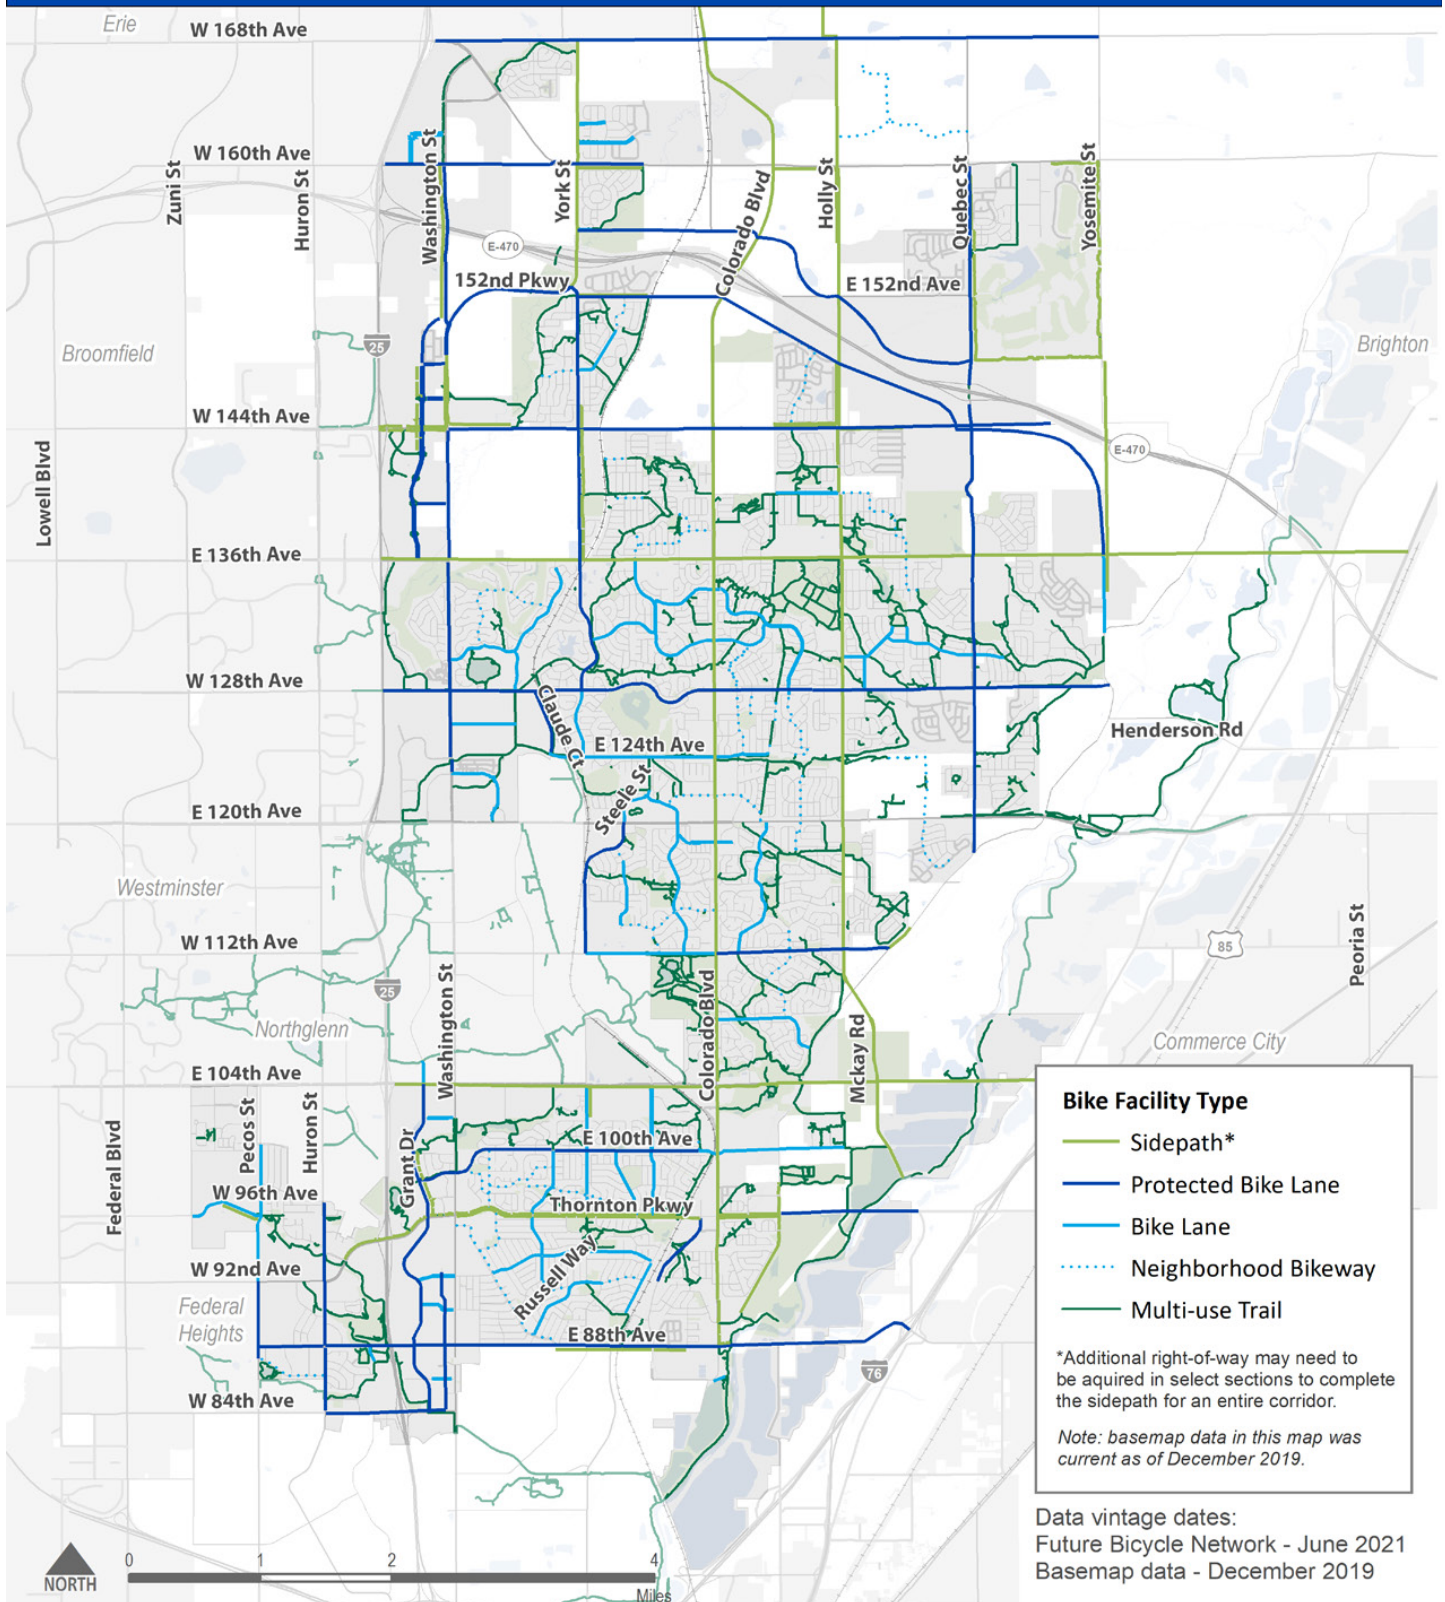 Erie
W 168th Ave
W 160th Ave
Zuni St
Huron St
Washington St
York St
Colorado Blvd
Holly St
Quebec St
Yosemite St
E-470
152nd Pkwy
E 152nd Ave
Broomfield
25
Brighton
W 144th Ave
E-470
Lowell Blvd
E 136th Ave
W 128th Ave
Claude Ct
Henderson Rd
E 124th Ave
Steele St
E 120th Ave
Westminster
W 112th Ave
85
Peoria St
25
Washington St
Colorado Blvd
Northglenn
Mckay Rd
Commerce City
E 104th Ave
Pecos St
Huron St
Federal Blvd
Grant Dr
E 100th Ave
W 96th Ave
Thornton Pkwy
W 92nd Ave
Russell Way
Federal
Heights
E 88th Ave
76
W 84th Ave
Bike Facility Type
Sidepath*
Protected Bike Lane
Bike Lane
Neighborhood Bikeway
Multi-use Trail
*Additional right-of-way may need to
be aquired in select sections to complete
the sidepath for an entire corridor.
Note: basemap data in this map was
current as of December 2019.
Data vintage dates:
Future Bicycle Network - June 2021
Basemap data - December 2019
NORTH
0 1 2 4
Miles